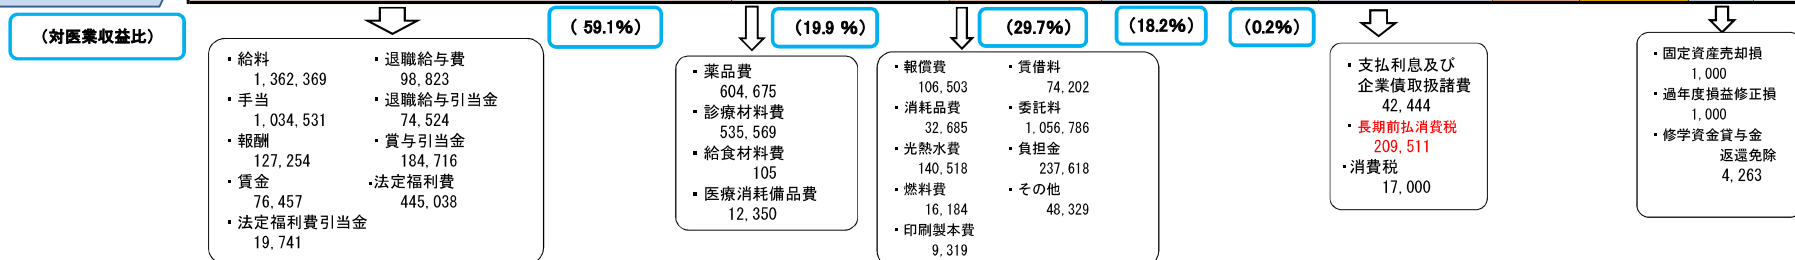 (対医業収益比)
・給料
1,362,369
・手当
1,034,531
・報酬
127,254
・賃金
76,457
・法定福利費引当金
19,741
・退職給与費
98,823
・退職給与引当金
74,524
・賞与引当金
184,716
・法定福利費
445,038
( 59.1%)
・薬品費
604,675
・診療材料費
535,569
・給食材料費
105
・医療消耗備品費
12,350
(19.9 %)
・報償費
106,503
・消耗品費
32,685
・光熱水費
140,518
・燃料費
16,184
・印刷製本費
9,319
・賃借料
74,202
・委託料
1,056,786
・負担金
237,618
・その他
48,329
(29.7%)
(18.2%)
(0.2%)
・支払利息及び
企業債取扱諸費
42,444
・長期前払消費税
209,511
・消費税
17,000
・固定資産売却損
1,000
・過年度損益修正損
1,000
・修学資金貸与金
返還免除
4,263